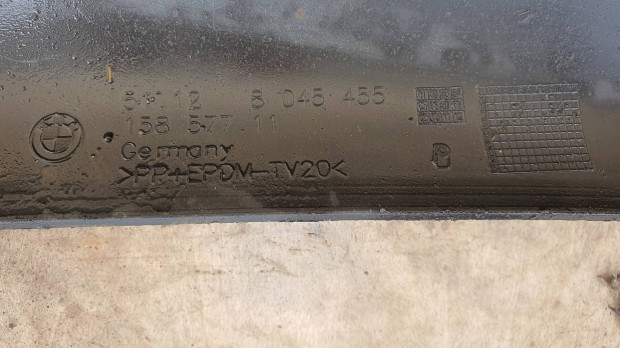 51.12 8 045 455
158 577.11
Germany
>PP+EPDM-TV20<